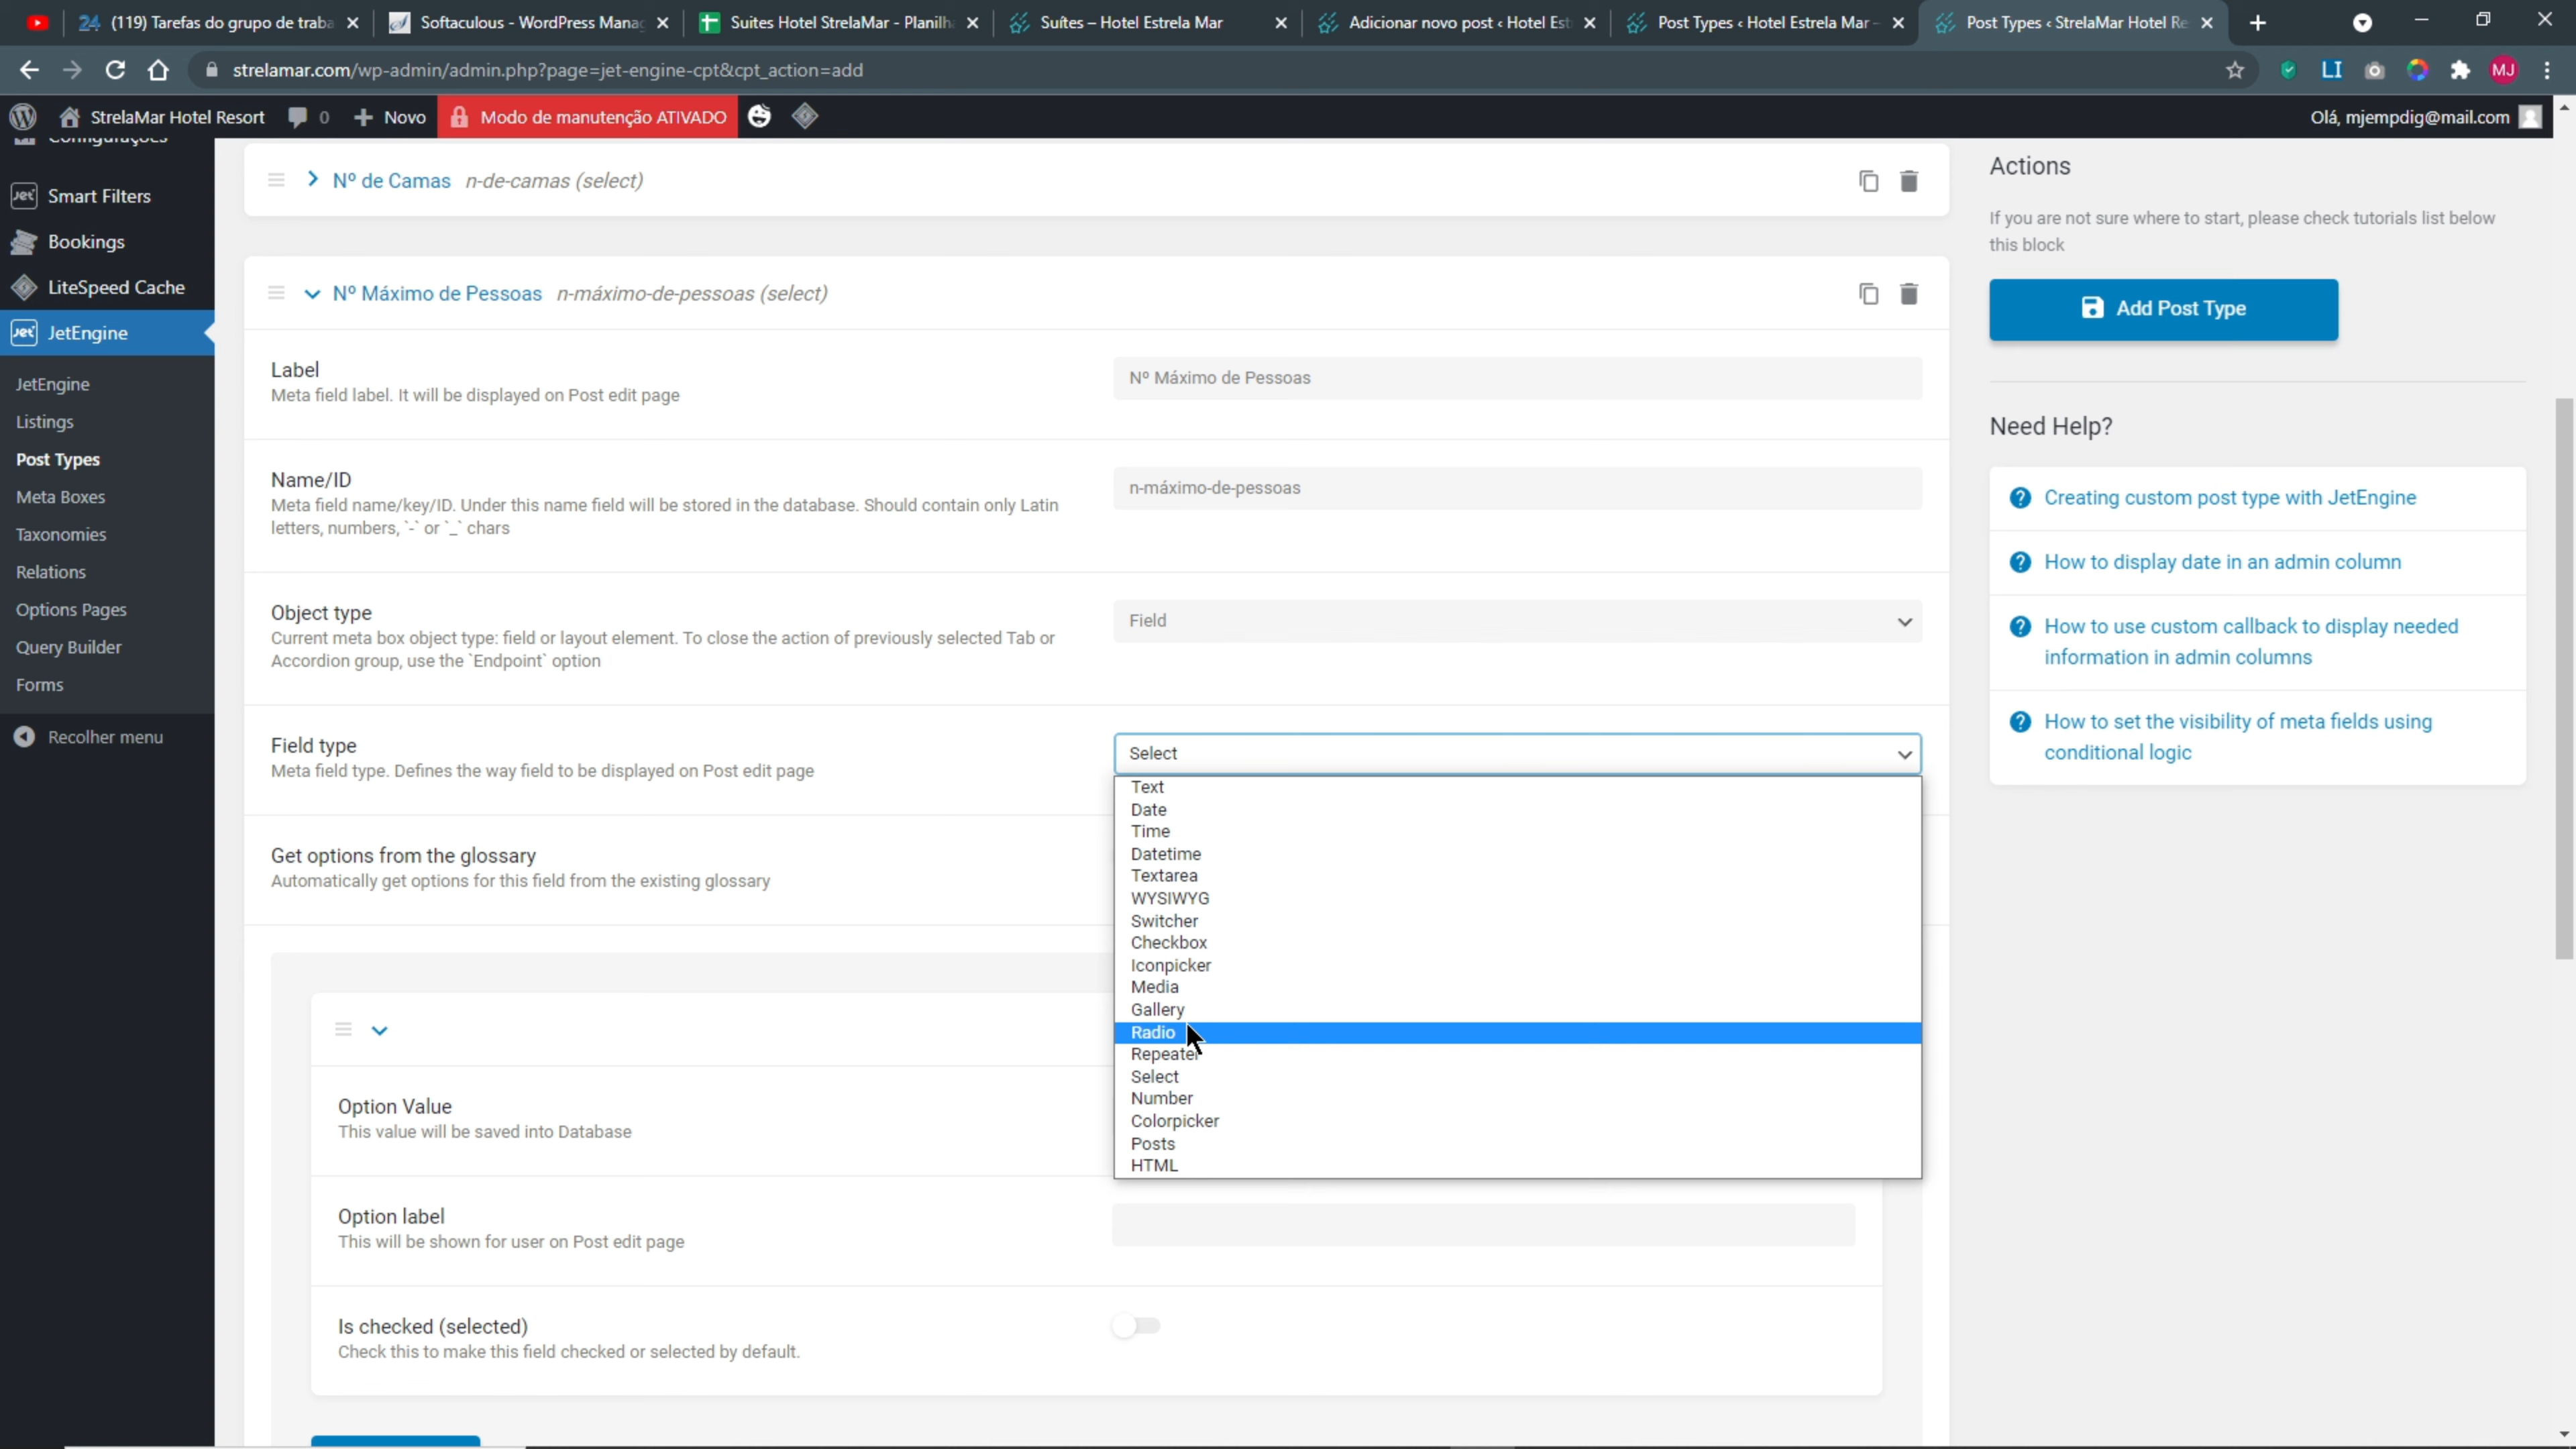 (119) Tarefas do grupo de traba
Softaculous - WordPress Manag
Suites Hotel StrelaMar - Planilh
Suítes – Hotel Estrela Mar
Adicionar novo post ‹ Hotel Est
Post Types ‹ Hotel Estrela Mar –
Post Types ‹ StrelaMar Hotel Re
strelamar.com/wp-admin/admin.php?page=jet-engine-cpt&cpt_action=add
LI
MJ
StrelaMar Hotel Resort
0
Novo
Modo de manutenção ATIVADO
Olá, mjempdig@mail.com
Configurações
Smart Filters
Bookings
LiteSpeed Cache
JetEngine
JetEngine
Listings
Post Types
Meta Boxes
Taxonomies
Relations
Options Pages
Query Builder
Forms
Recolher menu
Nº de Camas n-de-camas (select)
Nº Máximo de Pessoas n-máximo-de-pessoas (select)
Label
Meta field label. It will be displayed on Post edit page
Nº Máximo de Pessoas
Name/ID
Meta field name/key/ID. Under this name field will be stored in the database. Should contain only Latin
letters, numbers, `-` or `_` chars
n-máximo-de-pessoas
Object type
Current meta box object type: field or layout element. To close the action of previously selected Tab or
Accordion group, use the `Endpoint` option
Field
Field type
Meta field type. Defines the way field to be displayed on Post edit page
Select
Text
Date
Time
Datetime
Textarea
WYSIWYG
Switcher
Checkbox
Iconpicker
Media
Gallery
Radio
Repeater
Select
Number
Colorpicker
Posts
HTML
Get options from the glossary
Automatically get options for this field from the existing glossary
Option Value
This value will be saved into Database
Option label
This will be shown for user on Post edit page
Is checked (selected)
Check this to make this field checked or selected by default.
Actions
If you are not sure where to start, please check tutorials list below
this block
Add Post Type
Need Help?
Creating custom post type with JetEngine
How to display date in an admin column
How to use custom callback to display needed
information in admin columns
How to set the visibility of meta fields using
conditional logic